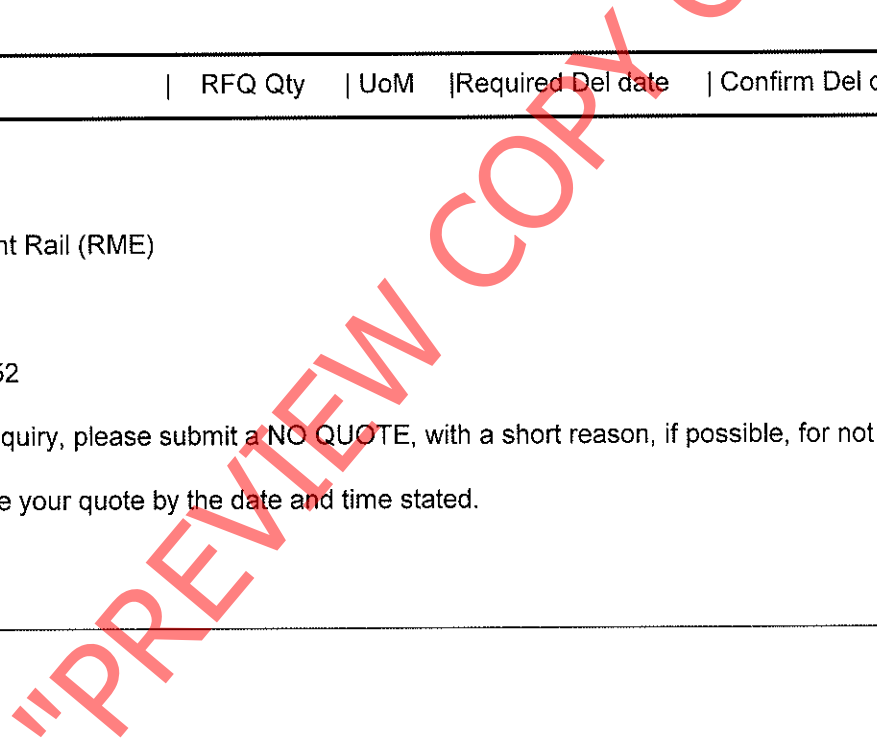 | RFQ Qty | UoM |Required Del date | Confirm Del
nt Rail (RME)
52
quiry, please submit a NO QUOTE, with a short reason, if possible, for not
e your quote by the date and time stated.
"PREVIEW COPY